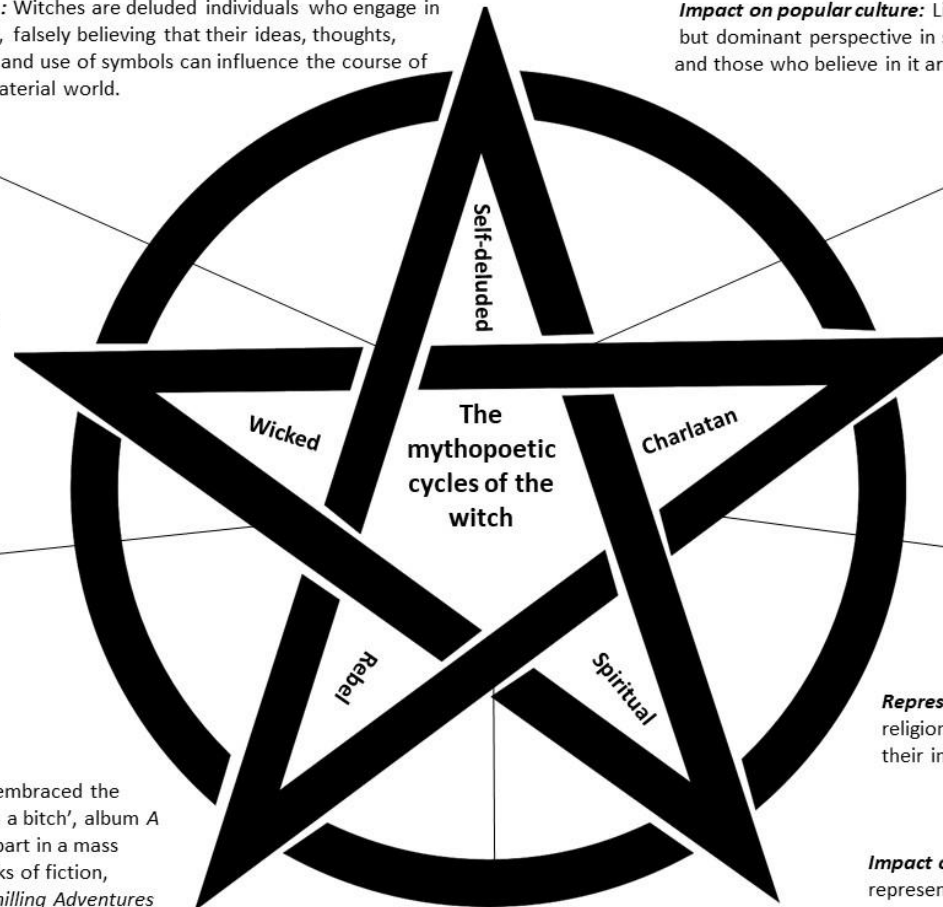 : Witches are deluded individuals who engage in
, falsely believing that their ideas, thoughts,
and use of symbols can influence the course of
aterial world.
Impact on popular culture: Li
but dominant perspective in s
and those who believe in it ar
Self-deluded
Wicked
The
mythopoetic
cycles of the
witch
Charlatan
Rebel
Spiritual
Repres
religion
their in
embraced the
a bitch', album A
part in a mass
ks of fiction,
hilling Adventures
Impact o
represen